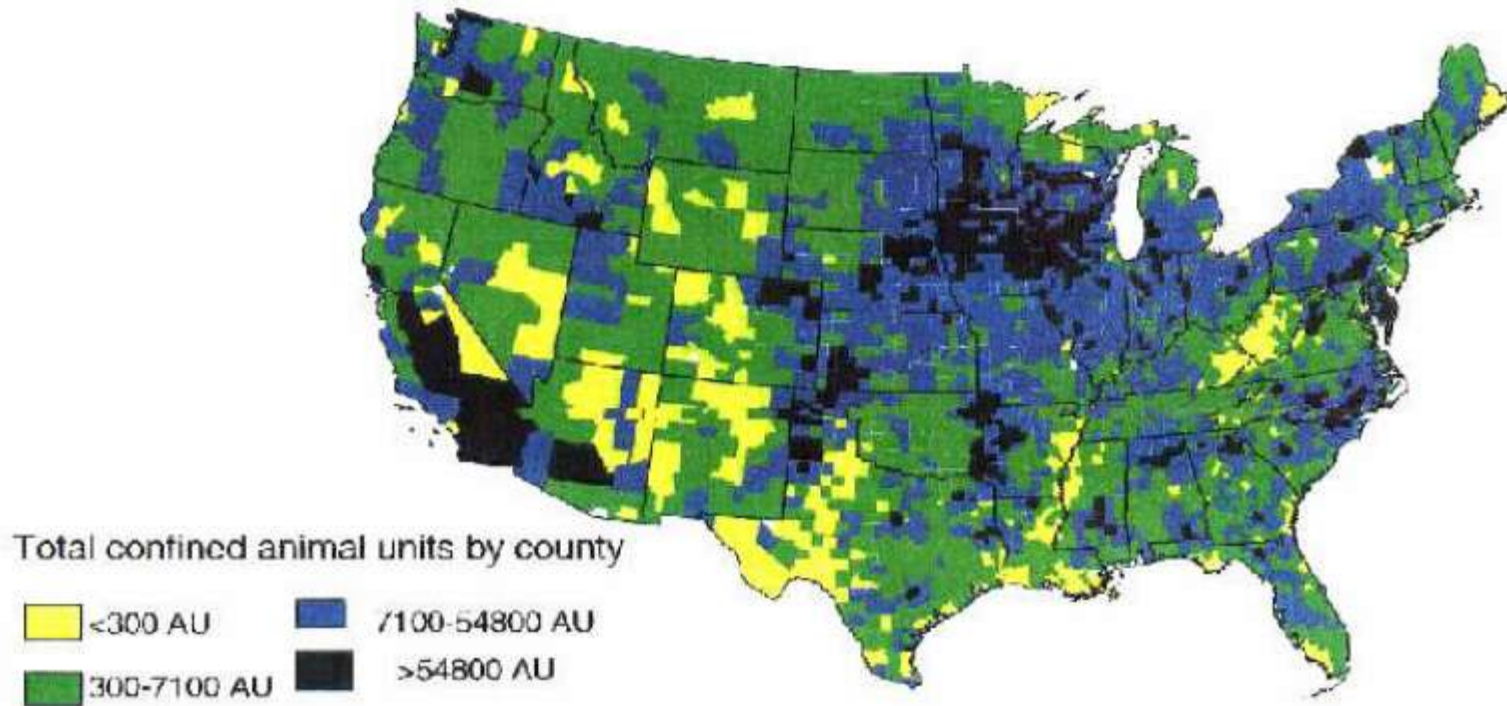 Total confined animal units by county
<300 AU
7100-54800 AU
300-7100 AU
>54800 AU